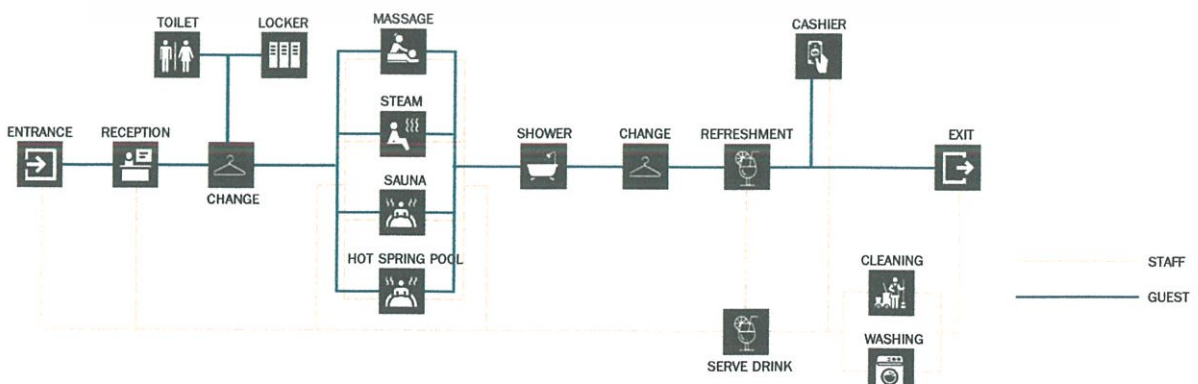 TOILET
LOCKER
MASSAGE
CASHIER
STEAM
ENTRANCE
RECEPTION
SHOWER
CHANGE
REFRESHMENT
EXIT
CHANGE
SAUNA
HOT SPRING POOL
CLEANING
STAFF
GUEST
WASHING
SERVE DRINK